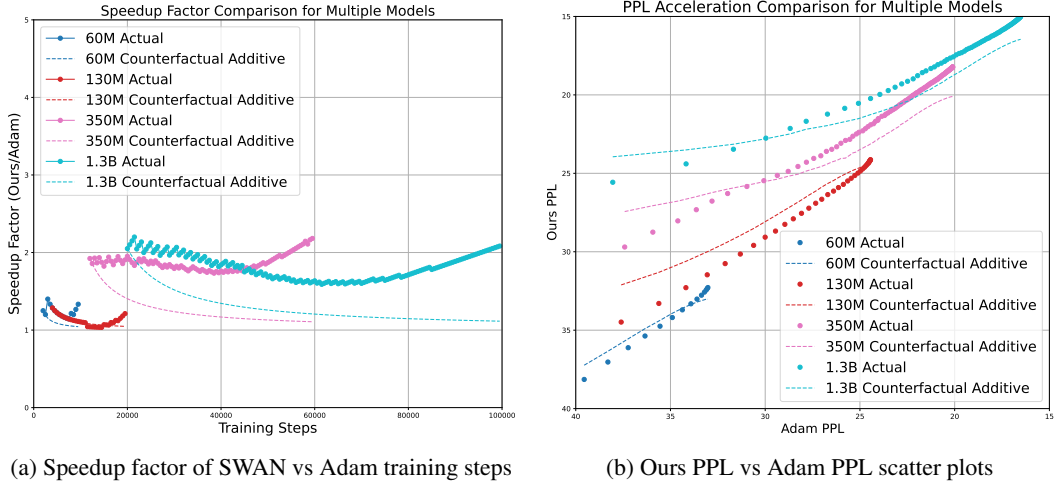 Speedup Factor Comparison for Multiple Models
5
4
3
2
1
0
Speedup Factor (Ours/Adam)
60M Actual
60M Counterfactual Additive
130M Actual
130M Counterfactual Additive
350M Actual
350M Counterfactual Additive
1.3B Actual
1.3B Counterfactual Additive
0 20000 40000 60000 80000 100000
Training Steps
(a) Speedup factor of SWAN vs Adam training steps
PPL Acceleration Comparison for Multiple Models
15
20
25
30
35
40
Ours PPL
60M Actual
60M Counterfactual Additive
130M Actual
130M Counterfactual Additive
350M Actual
350M Counterfactual Additive
1.3B Actual
1.3B Counterfactual Additive
40 35 30 25 20 15
Adam PPL
(b) Ours PPL vs Adam PPL scatter plots